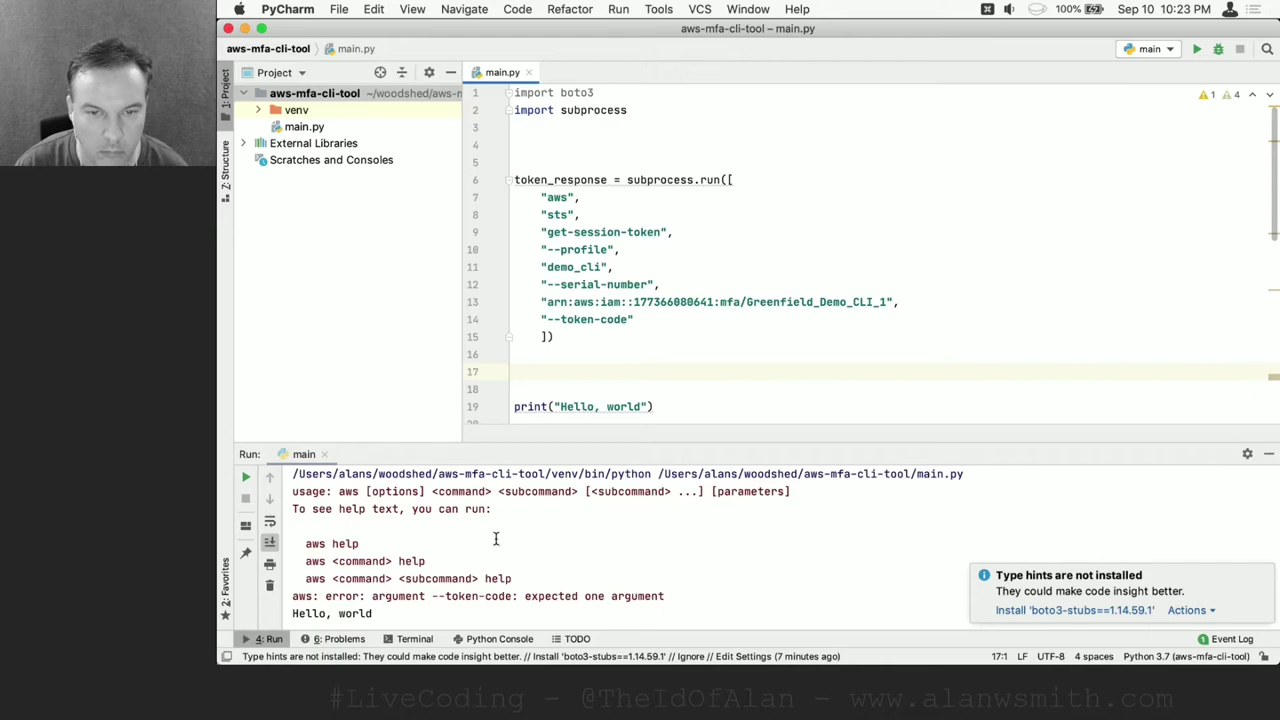 PyCharm File Edit View Navigate Code Refactor Run Tools VCS Window Help 100% Sep 10 10:23 PM
aws-mfa-cli-tool – main.py
aws-mfa-cli-tool main.py main
Project main.py
1: Project
aws-mfa-cli-tool ~/woodshed/aws-m
venv
main.py
External Libraries
Scratches and Consoles
Z: Structure
1 4
1 import boto3
2 import subprocess
3
4
5
6 token_response = subprocess.run([
7 "aws",
8 "sts",
9 "get-session-token",
10 "--profile",
11 "demo_cli",
12 "--serial-number",
13 "arn:aws:iam::177366080641:mfa/Greenfield_Demo_CLI_1",
14 "--token-code"
15 ])
16
17
18
19 print("Hello, world")
Run: main
/Users/alans/woodshed/aws-mfa-cli-tool/venv/bin/python /Users/alans/woodshed/aws-mfa-cli-tool/main.py
usage: aws [options] <command> <subcommand> [<subcommand> ...] [parameters]
To see help text, you can run:
aws help
aws <command> help
aws <command> <subcommand> help
aws: error: argument --token-code: expected one argument
Hello, world
2: Favorites
Type hints are not installed
They could make code insight better.
Install 'boto3-stubs==1.14.59.1' Actions
4: Run 6: Problems Terminal Python Console TODO 1 Event Log
Type hints are not installed: They could make code insight better. // Install 'boto3-stubs==1.14.59.1' // Ignore // Edit Settings (7 minutes ago) 17:1 LF UTF-8 4 spaces Python 3.7 (aws-mfa-cli-tool)
#LiveCoding - @TheIdOfAlan - www.alanwsmith.com